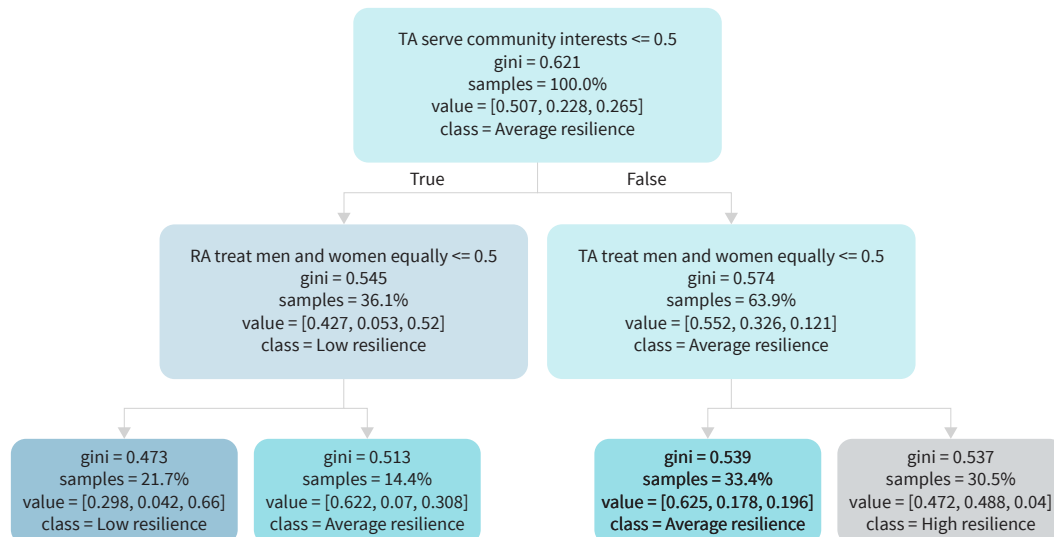 TA serve community interests <= 0.5
gini = 0.621
samples = 100.0%
value = [0.507, 0.228, 0.265]
class = Average resilience
True
False
RA treat men and women equally <= 0.5
gini = 0.545
samples = 36.1%
value = [0.427, 0.053, 0.52]
class = Low resilience
TA treat men and women equally <= 0.5
gini = 0.574
samples = 63.9%
value = [0.552, 0.326, 0.121]
class = Average resilience
gini = 0.473
samples = 21.7%
value = [0.298, 0.042, 0.66]
class = Low resilience
gini = 0.513
samples = 14.4%
value = [0.622, 0.07, 0.308]
class = Average resilience
gini = 0.539
samples = 33.4%
value = [0.625, 0.178, 0.196]
class = Average resilience
gini = 0.537
samples = 30.5%
value = [0.472, 0.488, 0.04]
class = High resilience